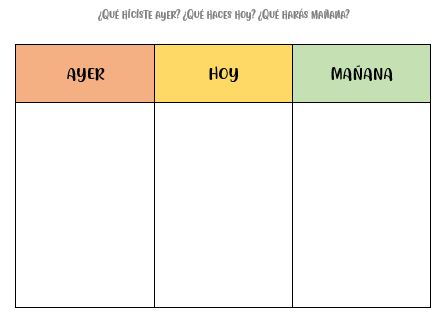 ¿Qué hiciste ayer? ¿Qué haces hoy? ¿Qué harás mañana?
AYER
HOY
MAÑANA